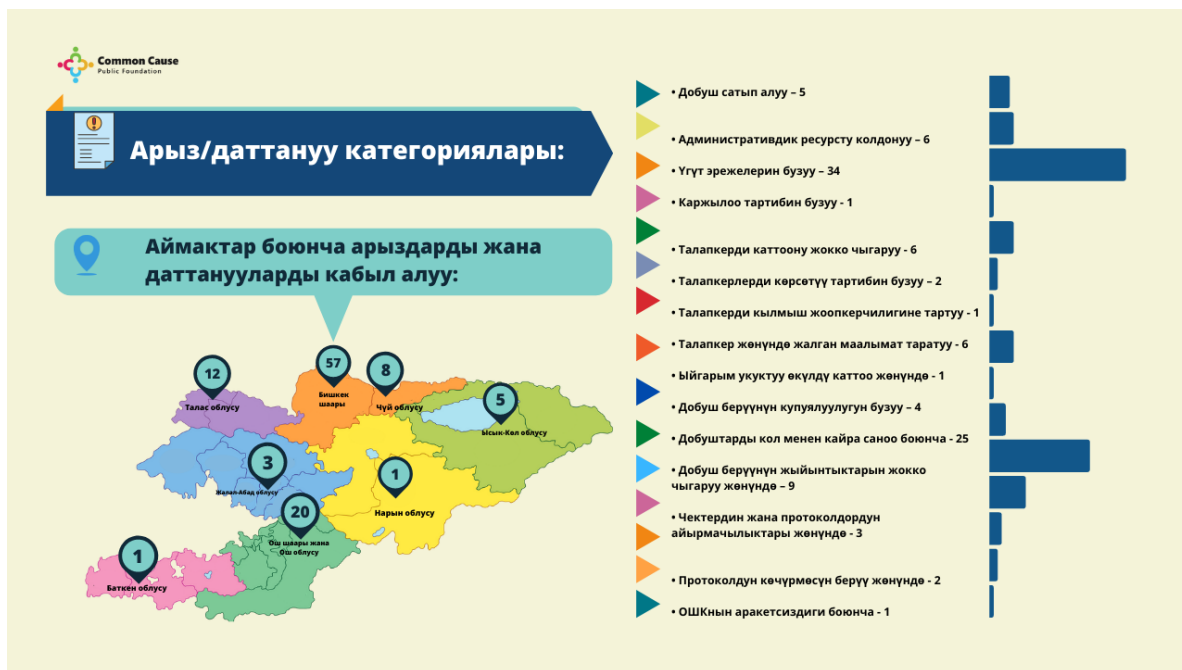 Common Cause
Public Foundation
Арыз/даттануу категориялары:
Аймактар боюнча арыздарды жана
даттанууларды кабыл алуу:
12
Талас облусу
57
Бишкек
шаары
8
Чүй облусу
5
Ысык-Көл облусу
3
Жалал-Абад облусу
1
Нарын облусу
20
Ош шаары жана
Ош облусу
1
Баткен облусу
• Добуш сатып алуу – 5
• Административдик ресурсту колдонуу – 6
• Үгүт эрежелерин бузуу – 34
• Каржылоо тартибин бузуу - 1
• Талапкерди каттоону жокко чыгаруу - 6
• Талапкерлерди көрсөтүү тартибин бузуу – 2
• Талапкерди кылмыш жоопкерчилигине тартуу - 1
• Талапкер жөнүндө жалган маалымат таратуу - 6
• Ыйгарым укуктуу өкүлдү каттоо жөнүндө - 1
• Добуш берүүнүн купуялуулугун бузуу – 4
• Добуштарды кол менен кайра саноо боюнча - 25
• Добуш берүүнүн жыйынтыктарын жокко
чыгаруу жөнүндө – 9
• Чектердин жана протоколдордун
айырмачылыктары жөнүндө - 3
• Протоколдун көчүрмөсүн берүү жөнүндө - 2
• ОШКнын аракетсиздиги боюнча - 1